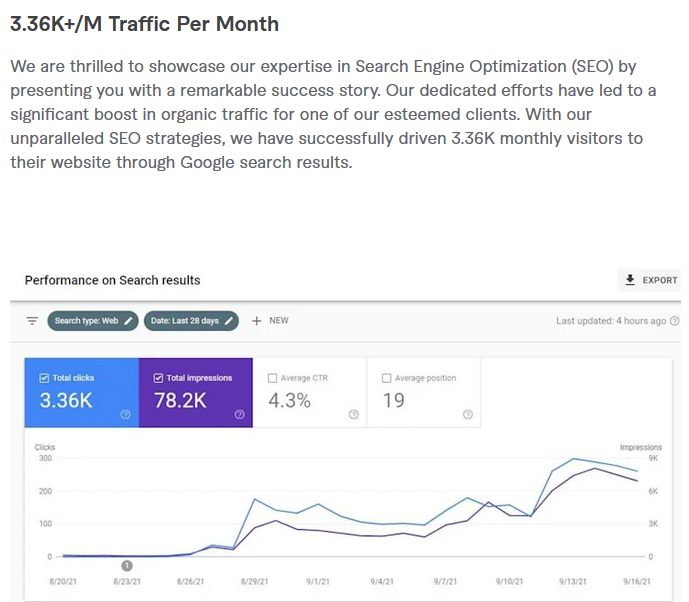 3.36K+/M Traffic Per Month
We are thrilled to showcase our expertise in Search Engine Optimization (SEO) by
presenting you with a remarkable success story. Our dedicated efforts have led to a
significant boost in organic traffic for one of our esteemed clients. With our
unparalleled SEO strategies, we have successfully driven 3.36K monthly visitors to
their website through Google search results.
Performance on Search results
EXPORT
Search type: Web
Date: Last 28 days
+ NEW
Last updated: 4 hours ago
Total clicks
3.36K
Total impressions
78.2K
Average CTR
4.3%
Average position
19
Clicks
Impressions
300
200
100
0
9K
6K
3K
0
1
8/20/21 8/23/21 8/26/21 8/29/21 9/1/21 9/4/21 9/7/21 9/10/21 9/13/21 9/16/21